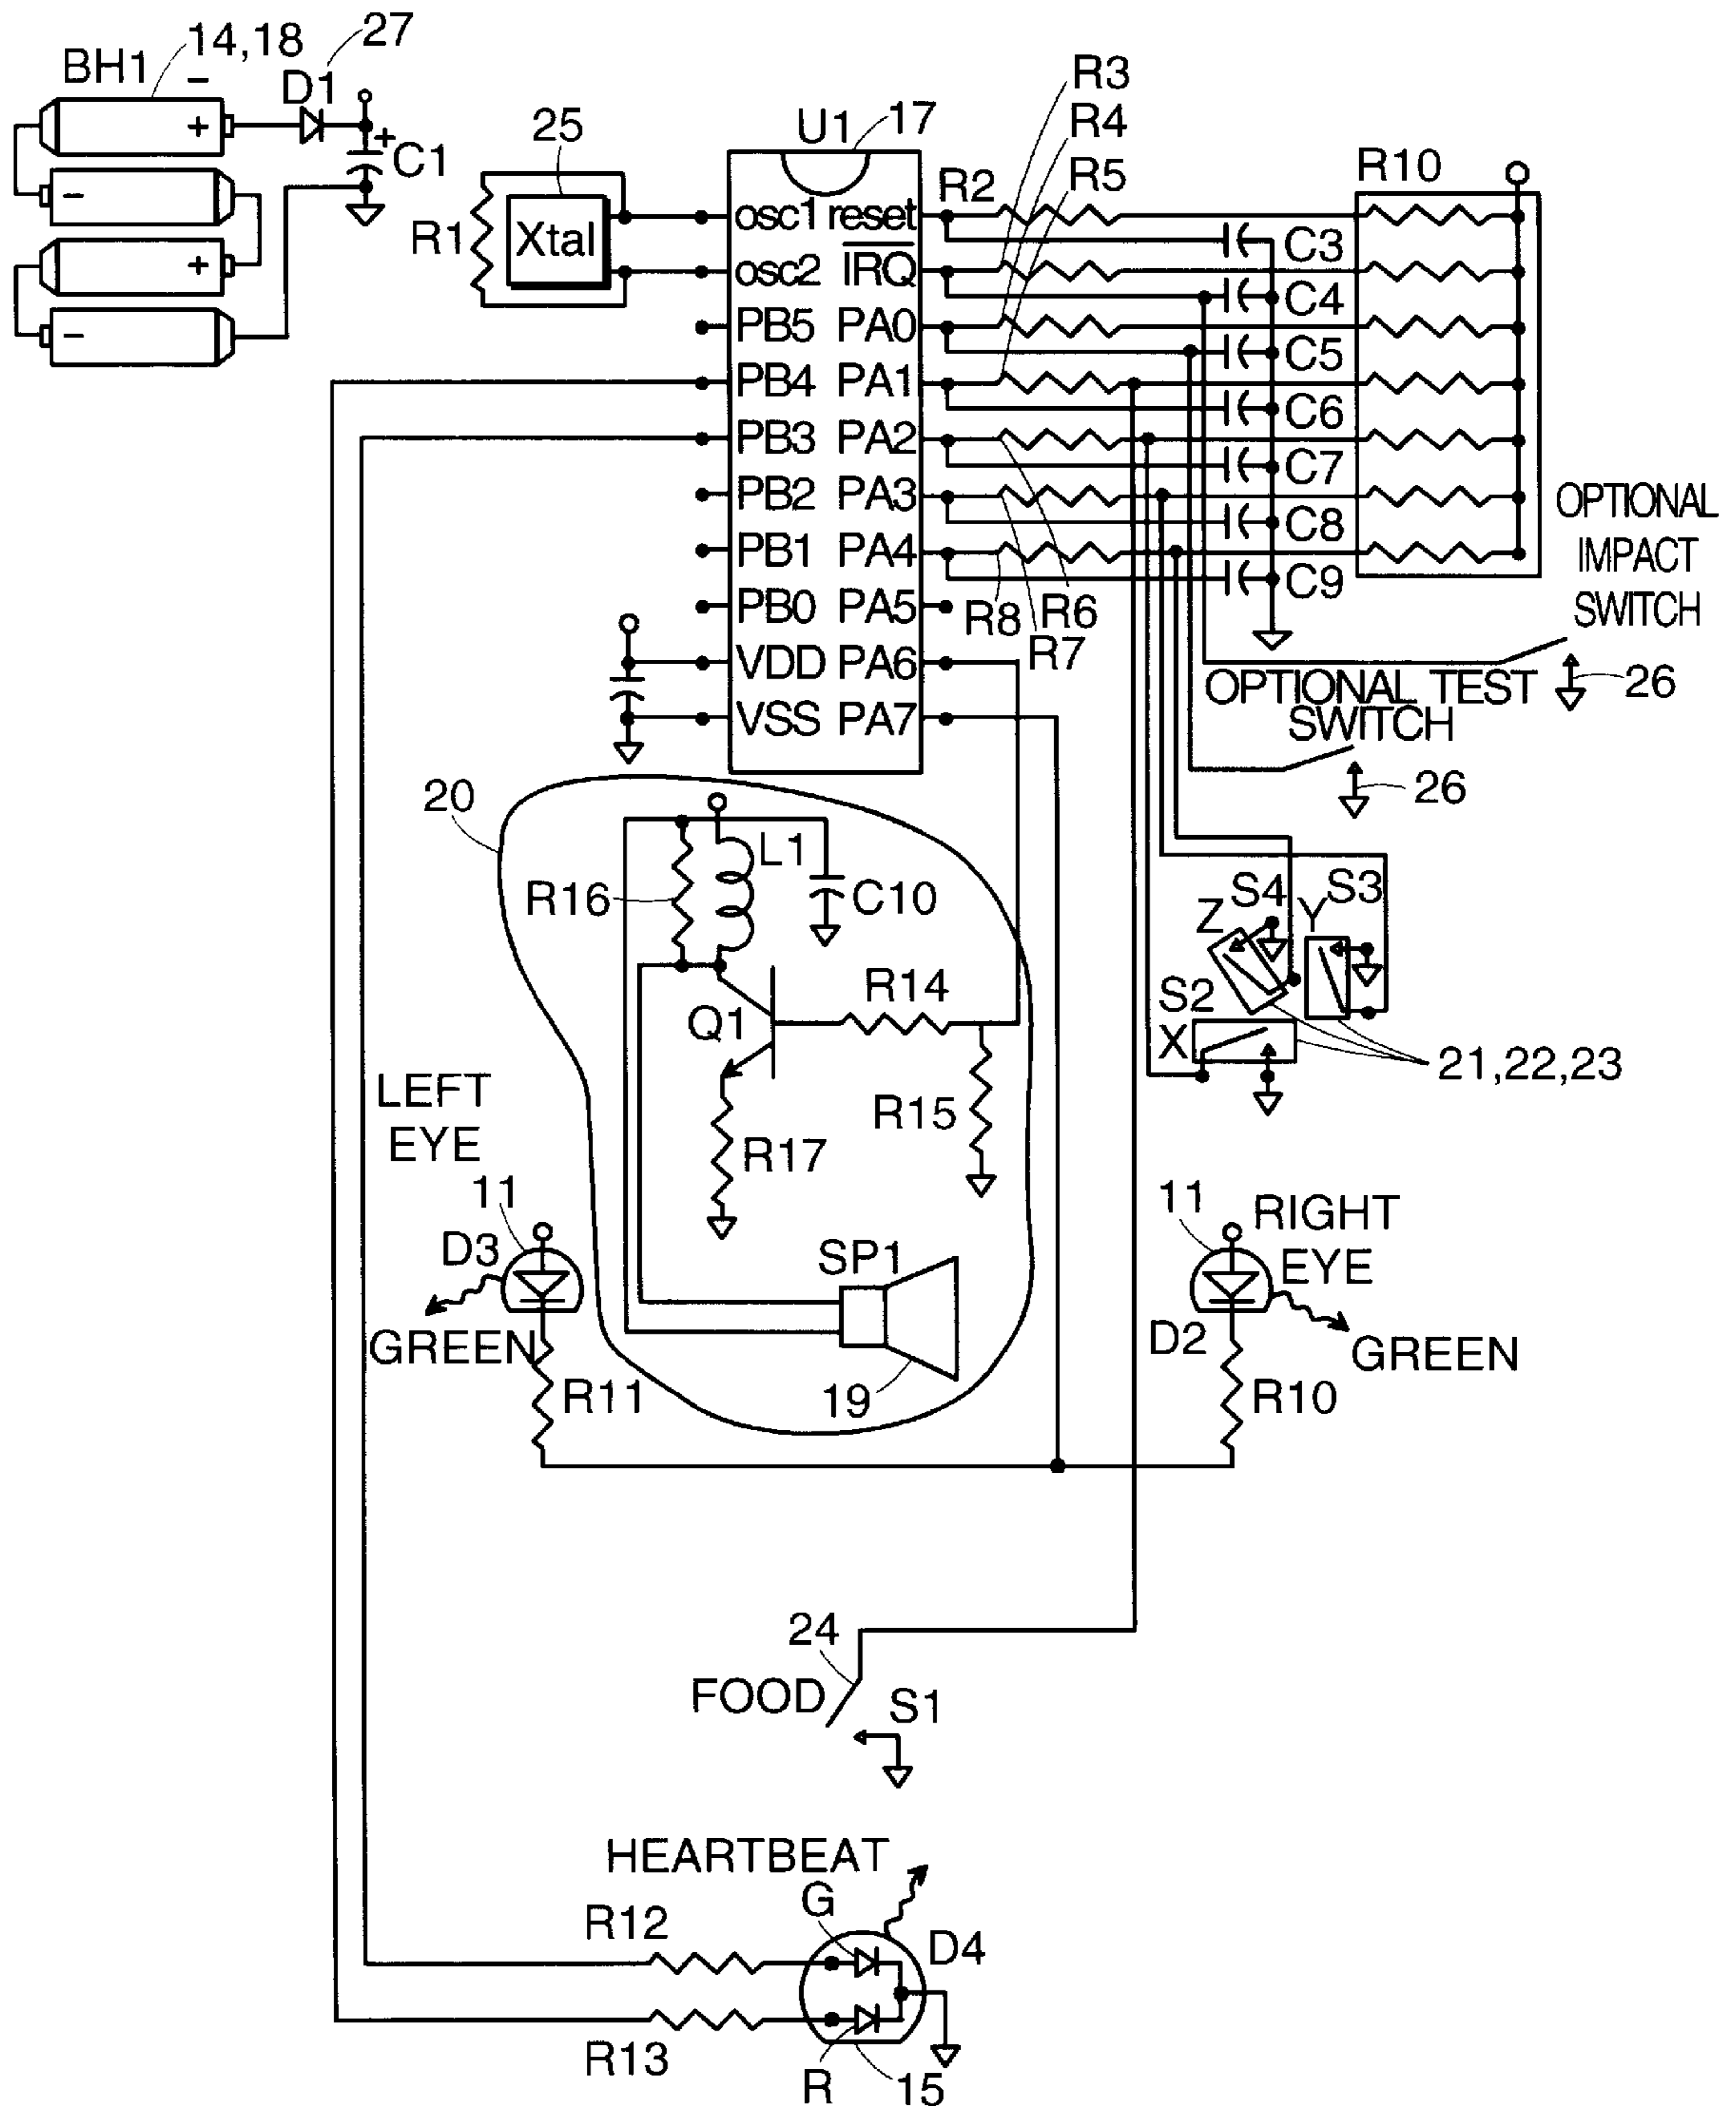 14,18
27
BH1
−
D1
+
+
C1
−
+
−
25
R1
Xtal
U1
17
R3
R4
R5
R2
R10
osc1 reset
osc2 IRQ
PB5 PA0
PB4 PA1
PB3 PA2
PB2 PA3
PB1 PA4
PB0 PA5
VDD PA6
VSS PA7
C3
C4
C5
C6
C7
C8
C9
R8
R6
R7
OPTIONAL
IMPACT
SWITCH
26
OPTIONAL TEST
SWITCH
26
20
L1
R16
C10
Q1
R14
R15
R17
SP1
19
Z
S4
Y
S3
S2
X
21,22,23
LEFT
EYE
11
D3
GREEN
R11
11
RIGHT
EYE
D2
GREEN
R10
24
FOOD
S1
HEARTBEAT
G
R12
D4
R13
R
15